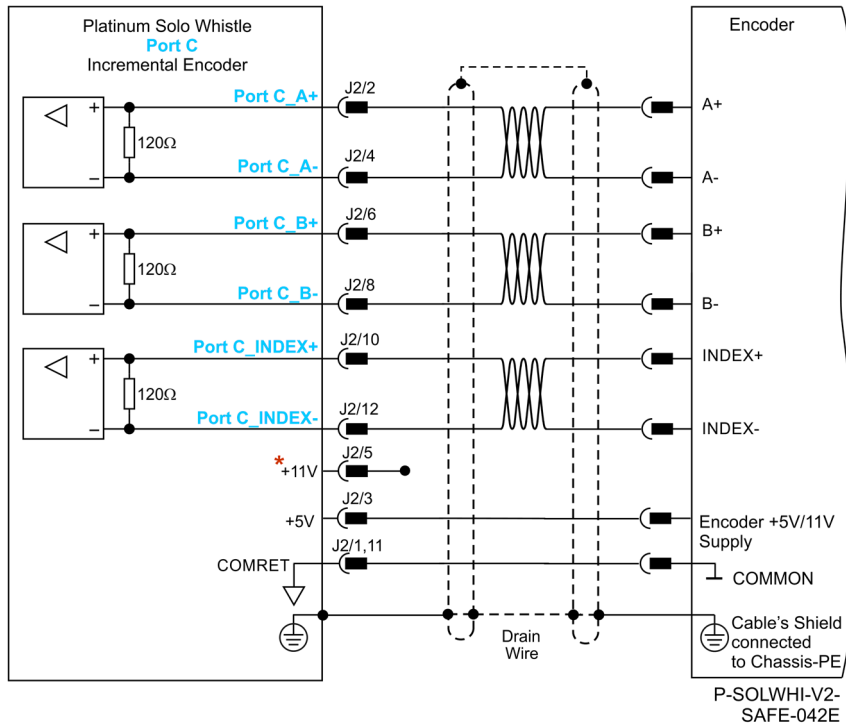 Platinum Solo Whistle
Port C
Incremental Encoder
Encoder
Port C_A+
J2/2
A+
+
120Ω
Port C_A-
J2/4
A-
–
Port C_B+
J2/6
B+
+
120Ω
Port C_B-
J2/8
B-
–
Port C_INDEX+
J2/10
INDEX+
+
120Ω
Port C_INDEX-
J2/12
INDEX-
–
*
+11V
J2/5
+5V
J2/3
Encoder +5V/11V
Supply
COMRET
J2/1,11
COMMON
Drain
Wire
Cable's Shield
connected
to Chassis-PE
P-SOLWHI-V2-
SAFE-042E